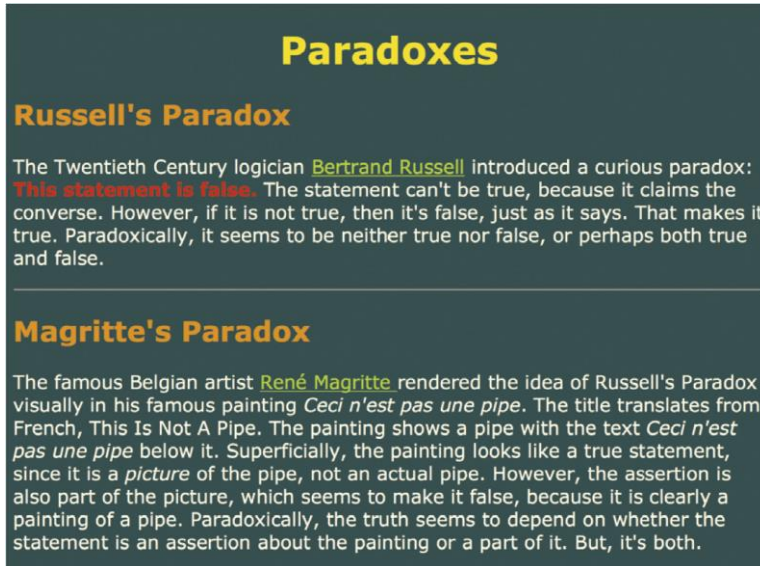 Paradoxes
Russell's Paradox
The Twentieth Century logician Bertrand Russell introduced a curious paradox:
This statement is false. The statement can't be true, because it claims the
converse. However, if it is not true, then it's false, just as it says. That makes it
true. Paradoxically, it seems to be neither true nor false, or perhaps both true
and false.
Magritte's Paradox
The famous Belgian artist René Magritte rendered the idea of Russell's Paradox
visually in his famous painting Ceci n'est pas une pipe. The title translates from
French, This Is Not A Pipe. The painting shows a pipe with the text Ceci n'est
pas une pipe below it. Superficially, the painting looks like a true statement,
since it is a picture of the pipe, not an actual pipe. However, the assertion is
also part of the picture, which seems to make it false, because it is clearly a
painting of a pipe. Paradoxically, the truth seems to depend on whether the
statement is an assertion about the painting or a part of it. But, it's both.